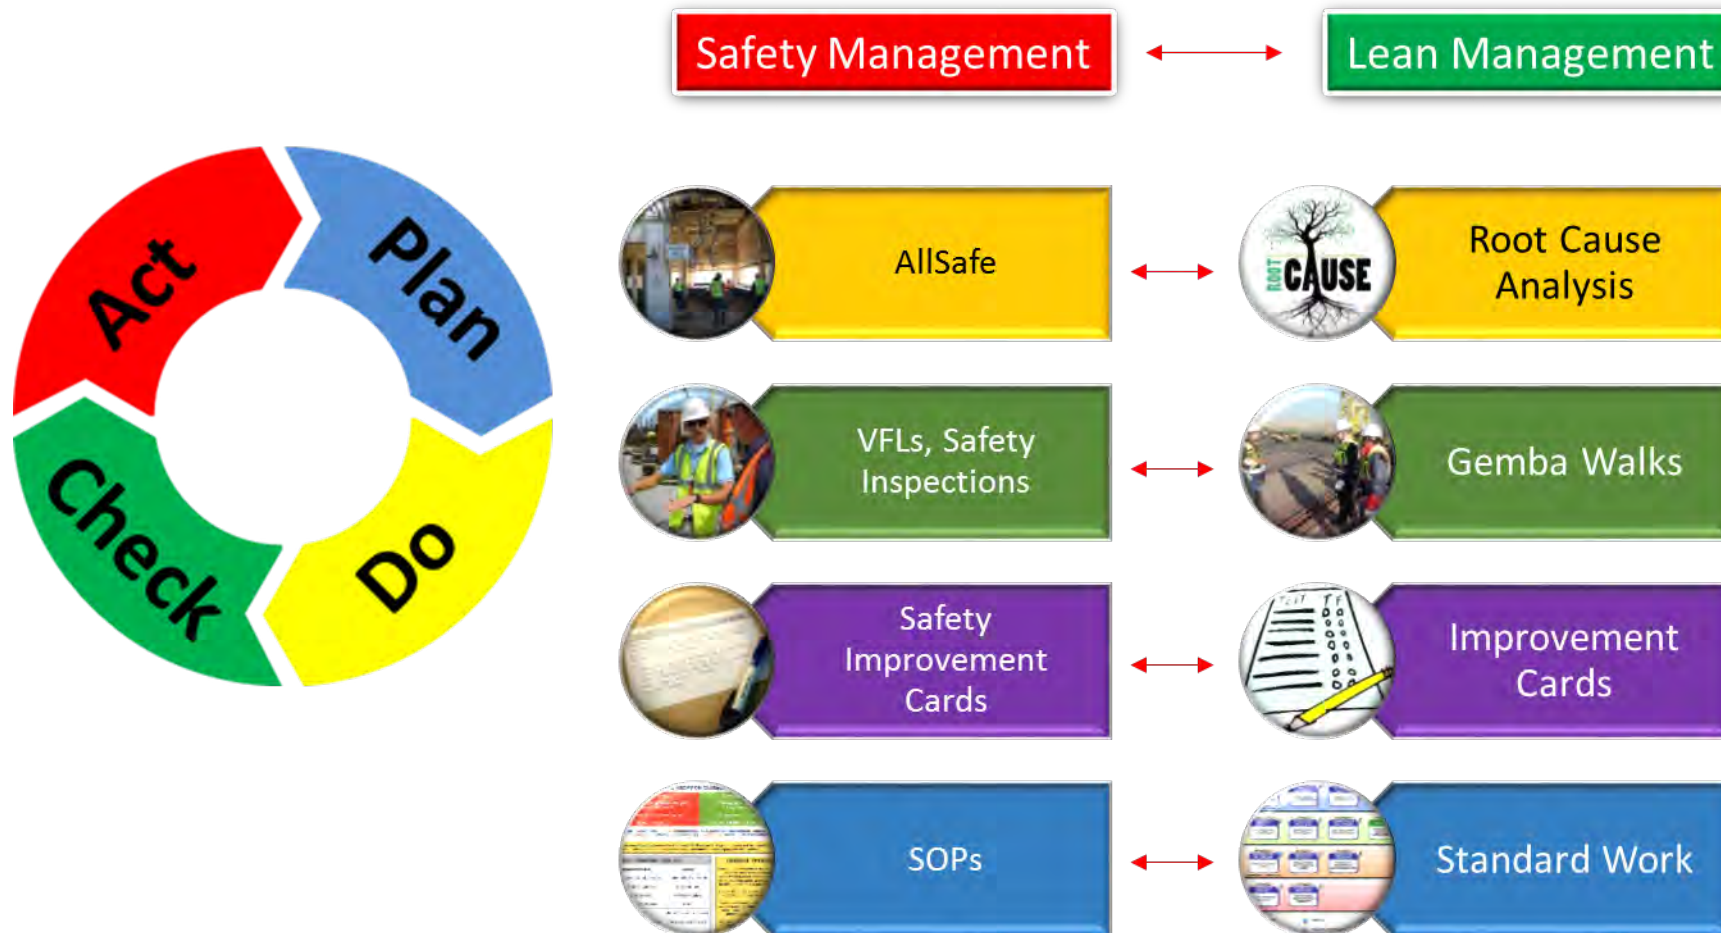 Safety Management
Lean Management
Act
Plan
Check
Do
AllSafe
ROOT
CAUSE
Root Cause
Analysis
VFLs, Safety
Inspections
Gemba Walks
Safety
Improvement
Cards
Improvement
Cards
SOPs
Standard Work